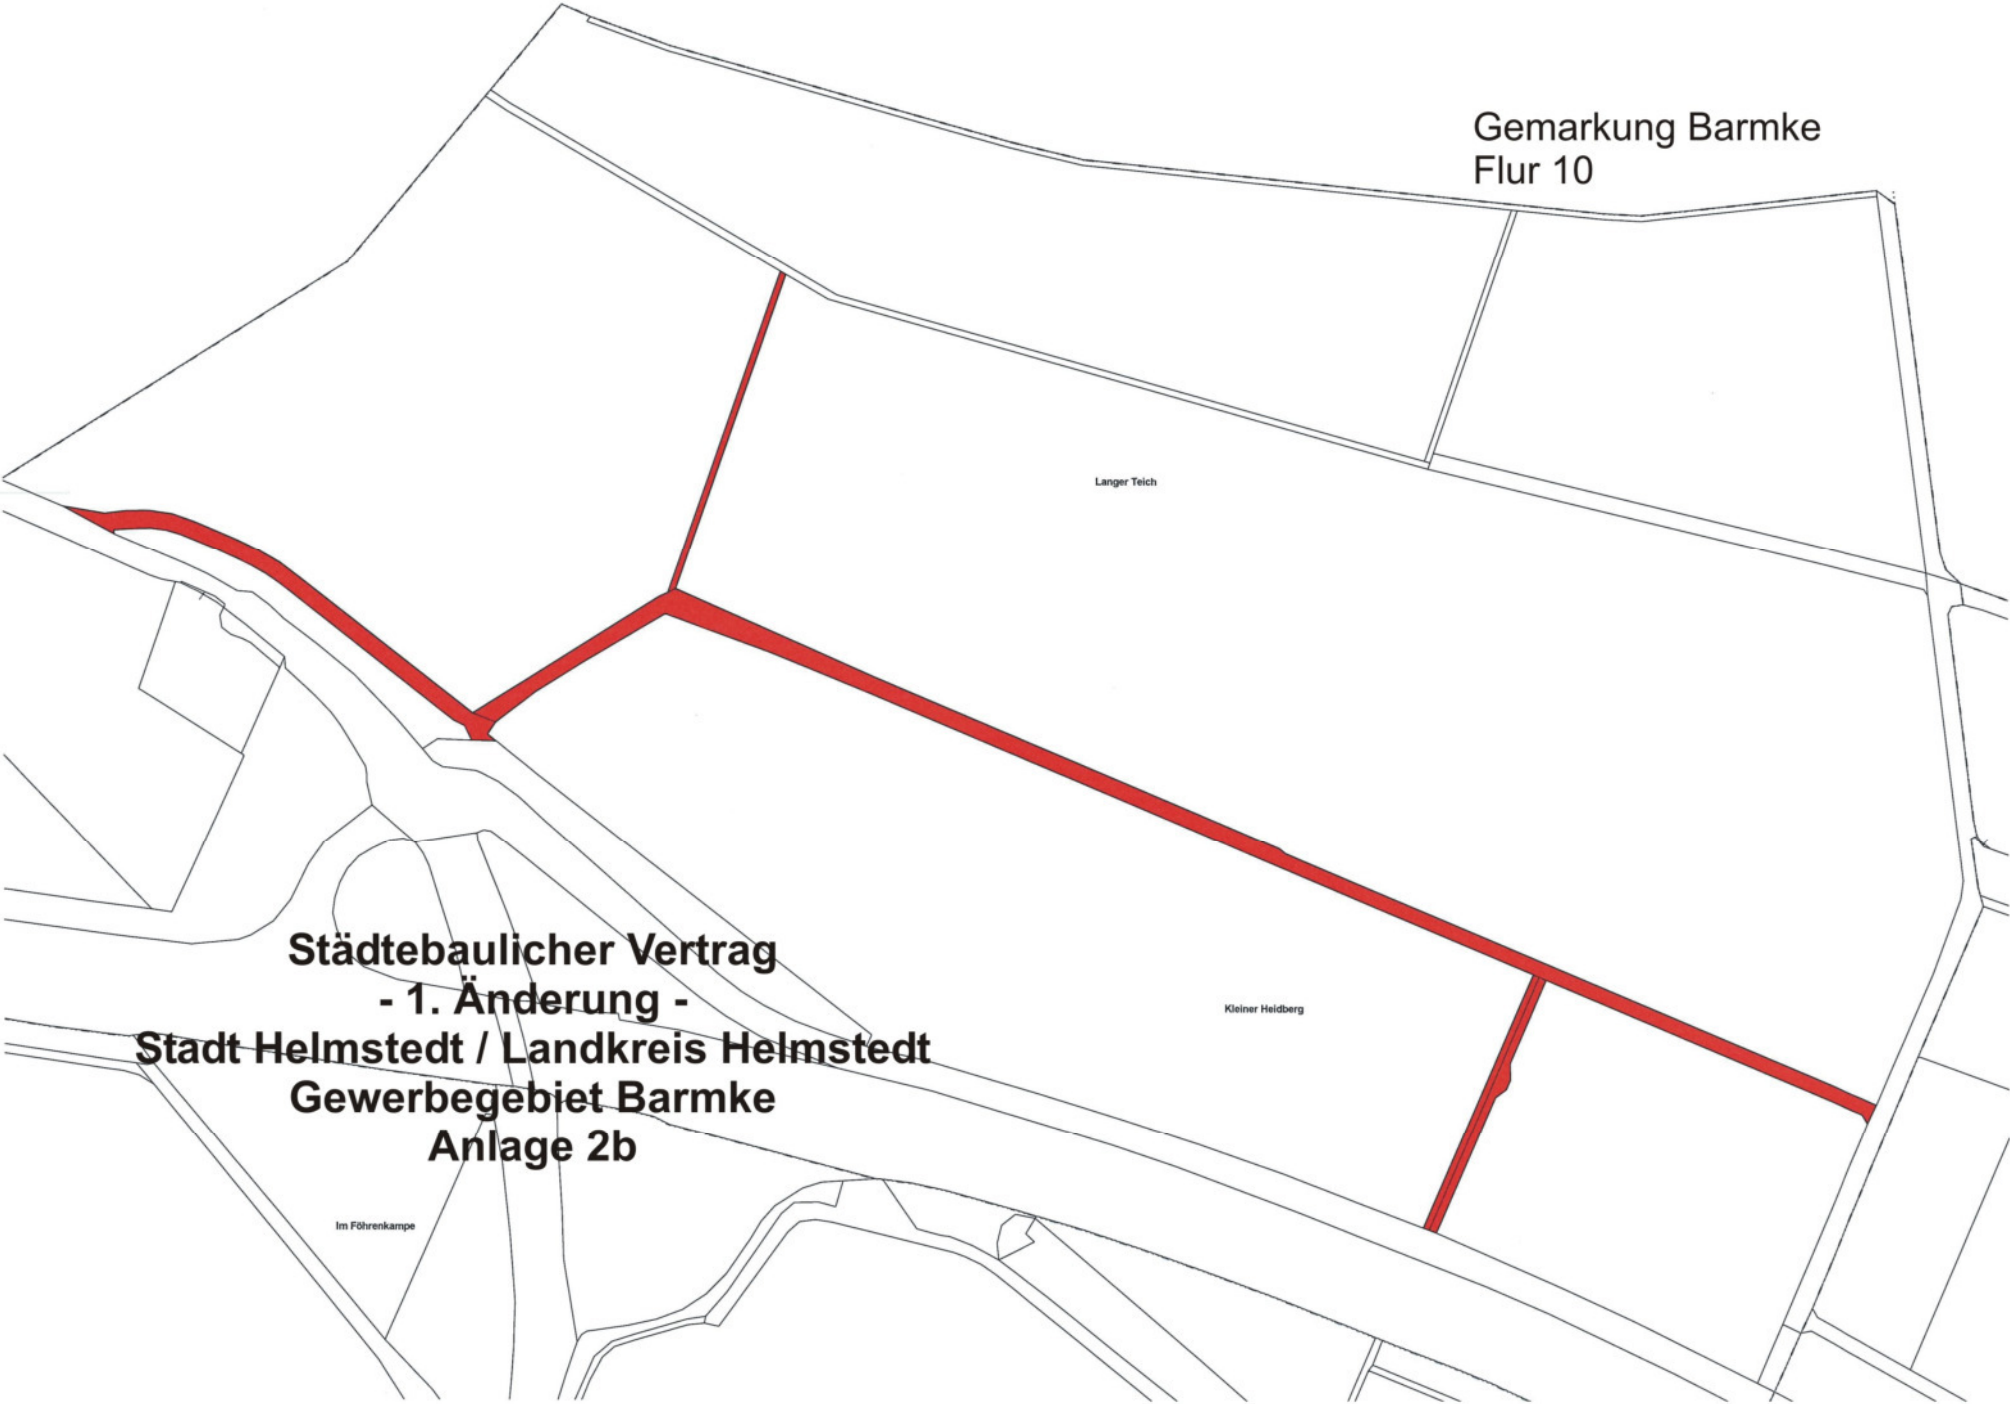 Gemarkung Barmke
Flur 10
Langer Teich
Städtebaulicher Vertrag
- 1. Änderung -
Stadt Helmstedt / Landkreis Helmstedt
Gewerbegebiet Barmke
Anlage 2b
Kleiner Heidberg
Im Föhrenkampe